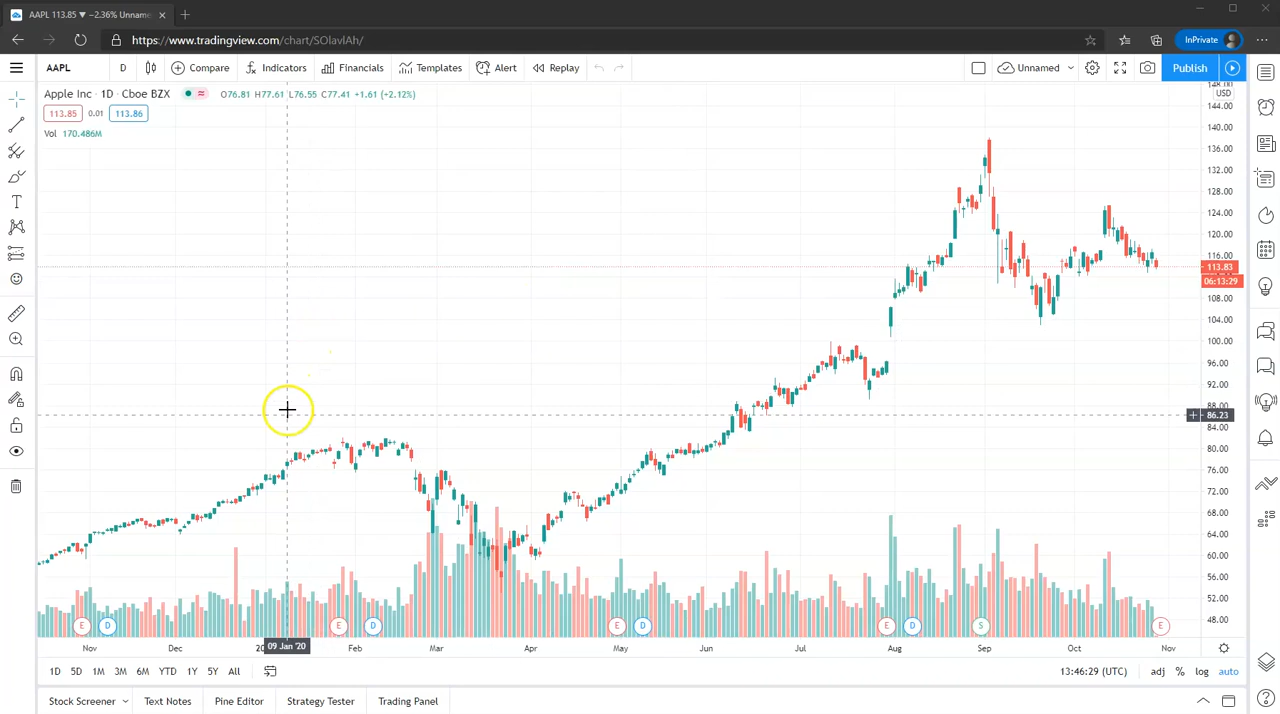 AAPL 113.85 ▼ −2.36% Unname
https://www.tradingview.com/chart/SOlavlAh/
InPrivate
AAPL D Compare Indicators Financials Templates Alert Replay Unnamed Publish
Apple Inc · 1D · Cboe BZX O76.81 H77.61 L76.55 C77.41 +1.61 (+2.12%)
USD
113.85 0.01 113.86
Vol 170.486M
148.00
144.00
140.00
136.00
132.00
128.00
124.00
120.00
116.00
113.83
06:13:29
108.00
104.00
100.00
96.00
92.00
88.00
86.23
84.00
80.00
76.00
72.00
68.00
64.00
60.00
56.00
52.00
48.00
E D E D E D E D S E
Nov Dec 20 09 Jan '20 Feb Mar Apr May Jun Jul Aug Sep Oct Nov
1D 5D 1M 3M 6M YTD 1Y 5Y All 13:46:29 (UTC) adj % log auto
Stock Screener Text Notes Pine Editor Strategy Tester Trading Panel